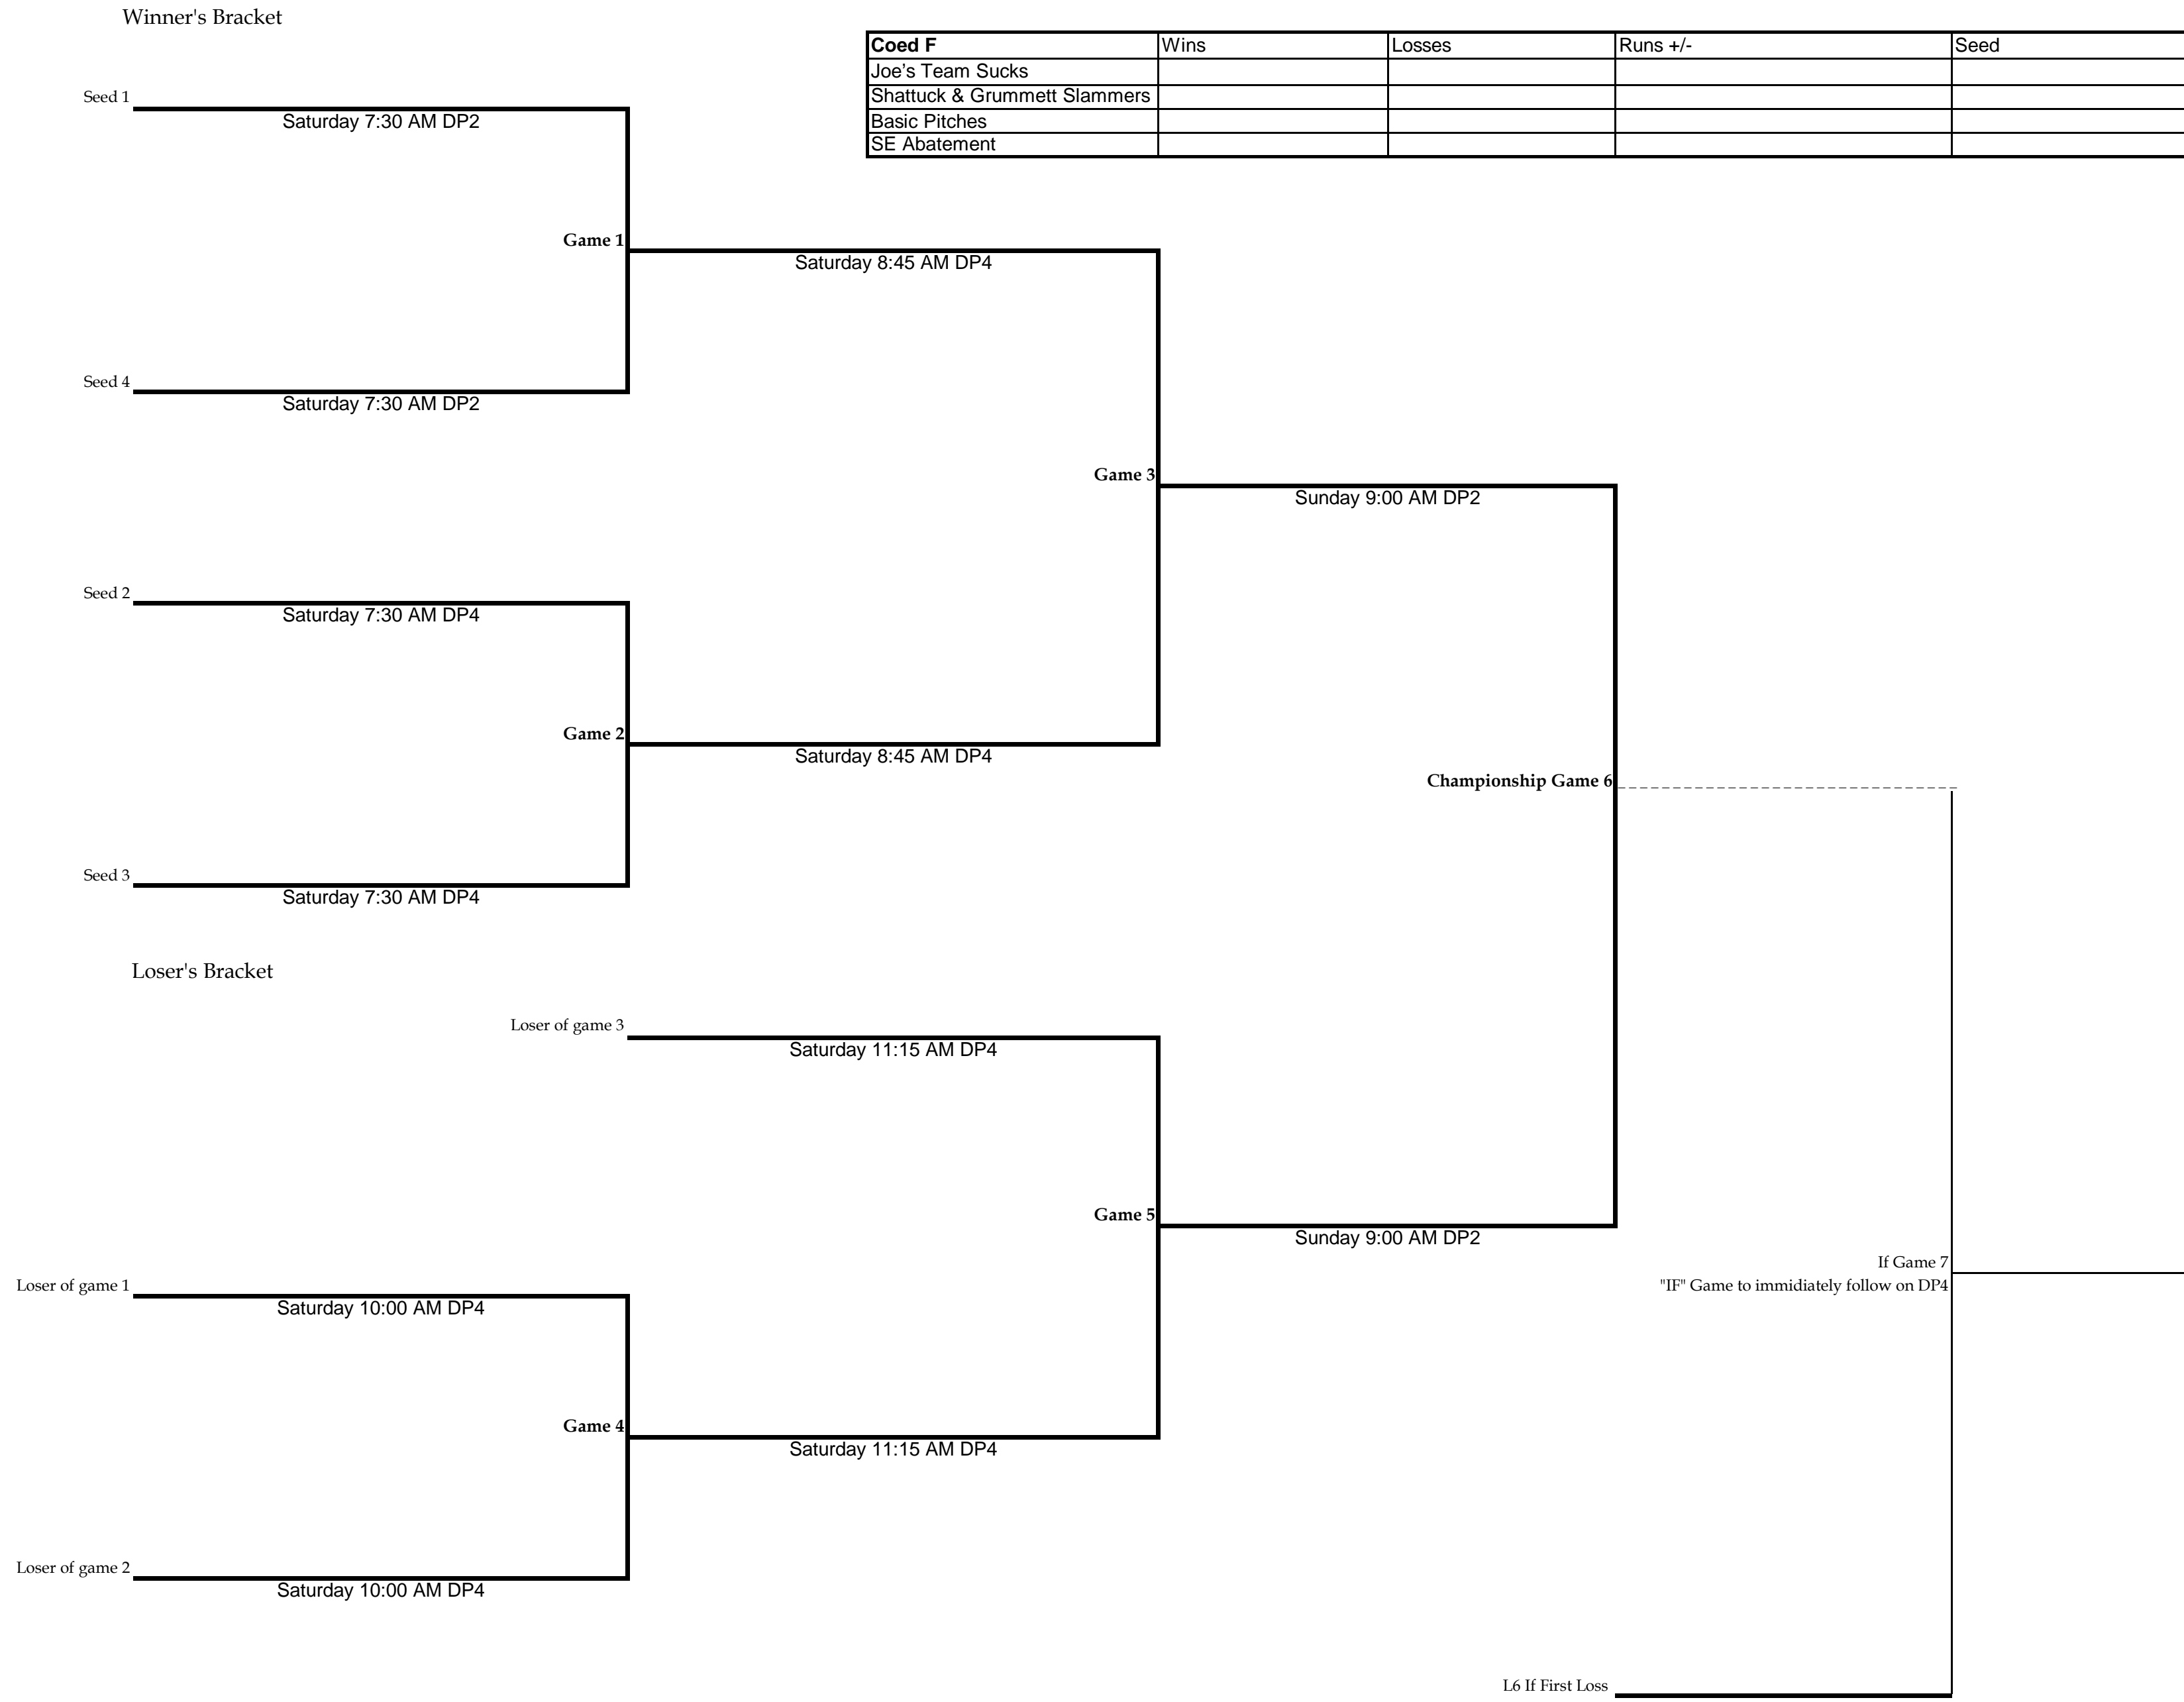 Winner's Bracket
Coed F Wins Losses Runs +/- Seed
Joe’s Team Sucks
Shattuck & Grummett Slammers
Basic Pitches
SE Abatement
Seed 1
Saturday 7:30 AM DP2
Game 1
Saturday 8:45 AM DP4
Seed 4
Saturday 7:30 AM DP2
Game 3
Sunday 9:00 AM DP2
Seed 2
Saturday 7:30 AM DP4
Game 2
Saturday 8:45 AM DP4
Championship Game 6
Seed 3
Saturday 7:30 AM DP4
Loser's Bracket
Loser of game 3
Saturday 11:15 AM DP4
Game 5
Sunday 9:00 AM DP2
If Game 7
"IF" Game to immidiately follow on DP4
Loser of game 1
Saturday 10:00 AM DP4
Game 4
Saturday 11:15 AM DP4
Loser of game 2
Saturday 10:00 AM DP4
L6 If First Loss